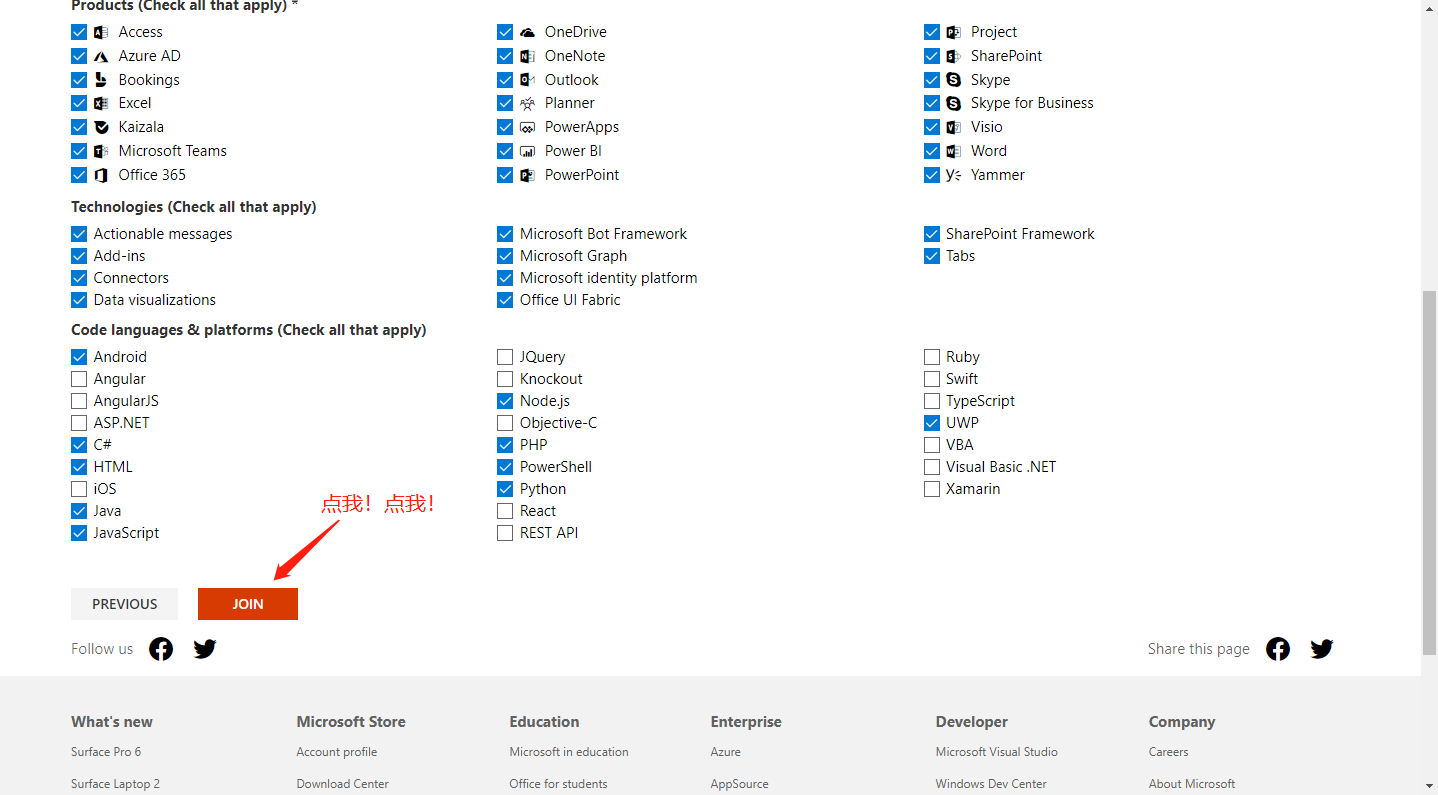 Products (Check all that apply) *
Access OneDrive Project
Azure AD OneNote SharePoint
Bookings Outlook Skype
Excel Planner Skype for Business
Kaizala PowerApps Visio
Microsoft Teams Power BI Word
Office 365 PowerPoint Yammer
Technologies (Check all that apply)
Actionable messages Microsoft Bot Framework SharePoint Framework
Add-ins Microsoft Graph Tabs
Connectors Microsoft identity platform
Data visualizations Office UI Fabric
Code languages & platforms (Check all that apply)
Android JQuery Ruby
Angular Knockout Swift
AngularJS Node.js TypeScript
ASP.NET Objective-C UWP
C# PHP VBA
HTML PowerShell Visual Basic .NET
iOS Python Xamarin
点我！点我！
Java React
JavaScript REST API
PREVIOUS JOIN
Follow us Share this page
What's new Microsoft Store Education Enterprise Developer Company
Surface Pro 6 Account profile Microsoft in education Azure Microsoft Visual Studio Careers
Surface Laptop 2 Download Center Office for students AppSource Windows Dev Center About Microsoft